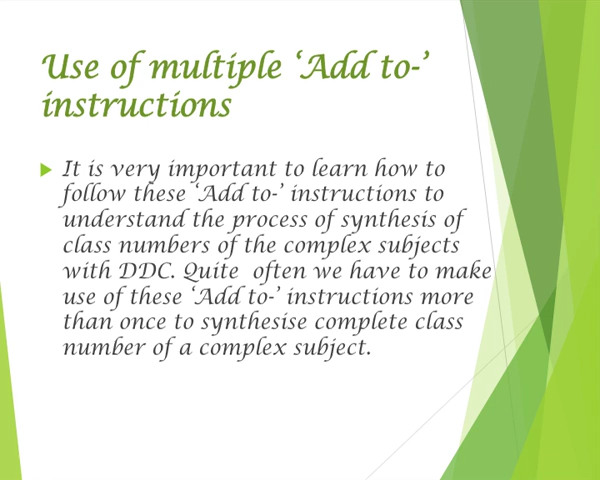 Use of multiple ‘Add to-’
instructions
It is very important to learn how to
follow these ‘Add to-’ instructions to
understand the process of synthesis of
class numbers of the complex subjects
with DDC. Quite  often we have to make
use of these ‘Add to-’ instructions more
than once to synthesise complete class
number of a complex subject.